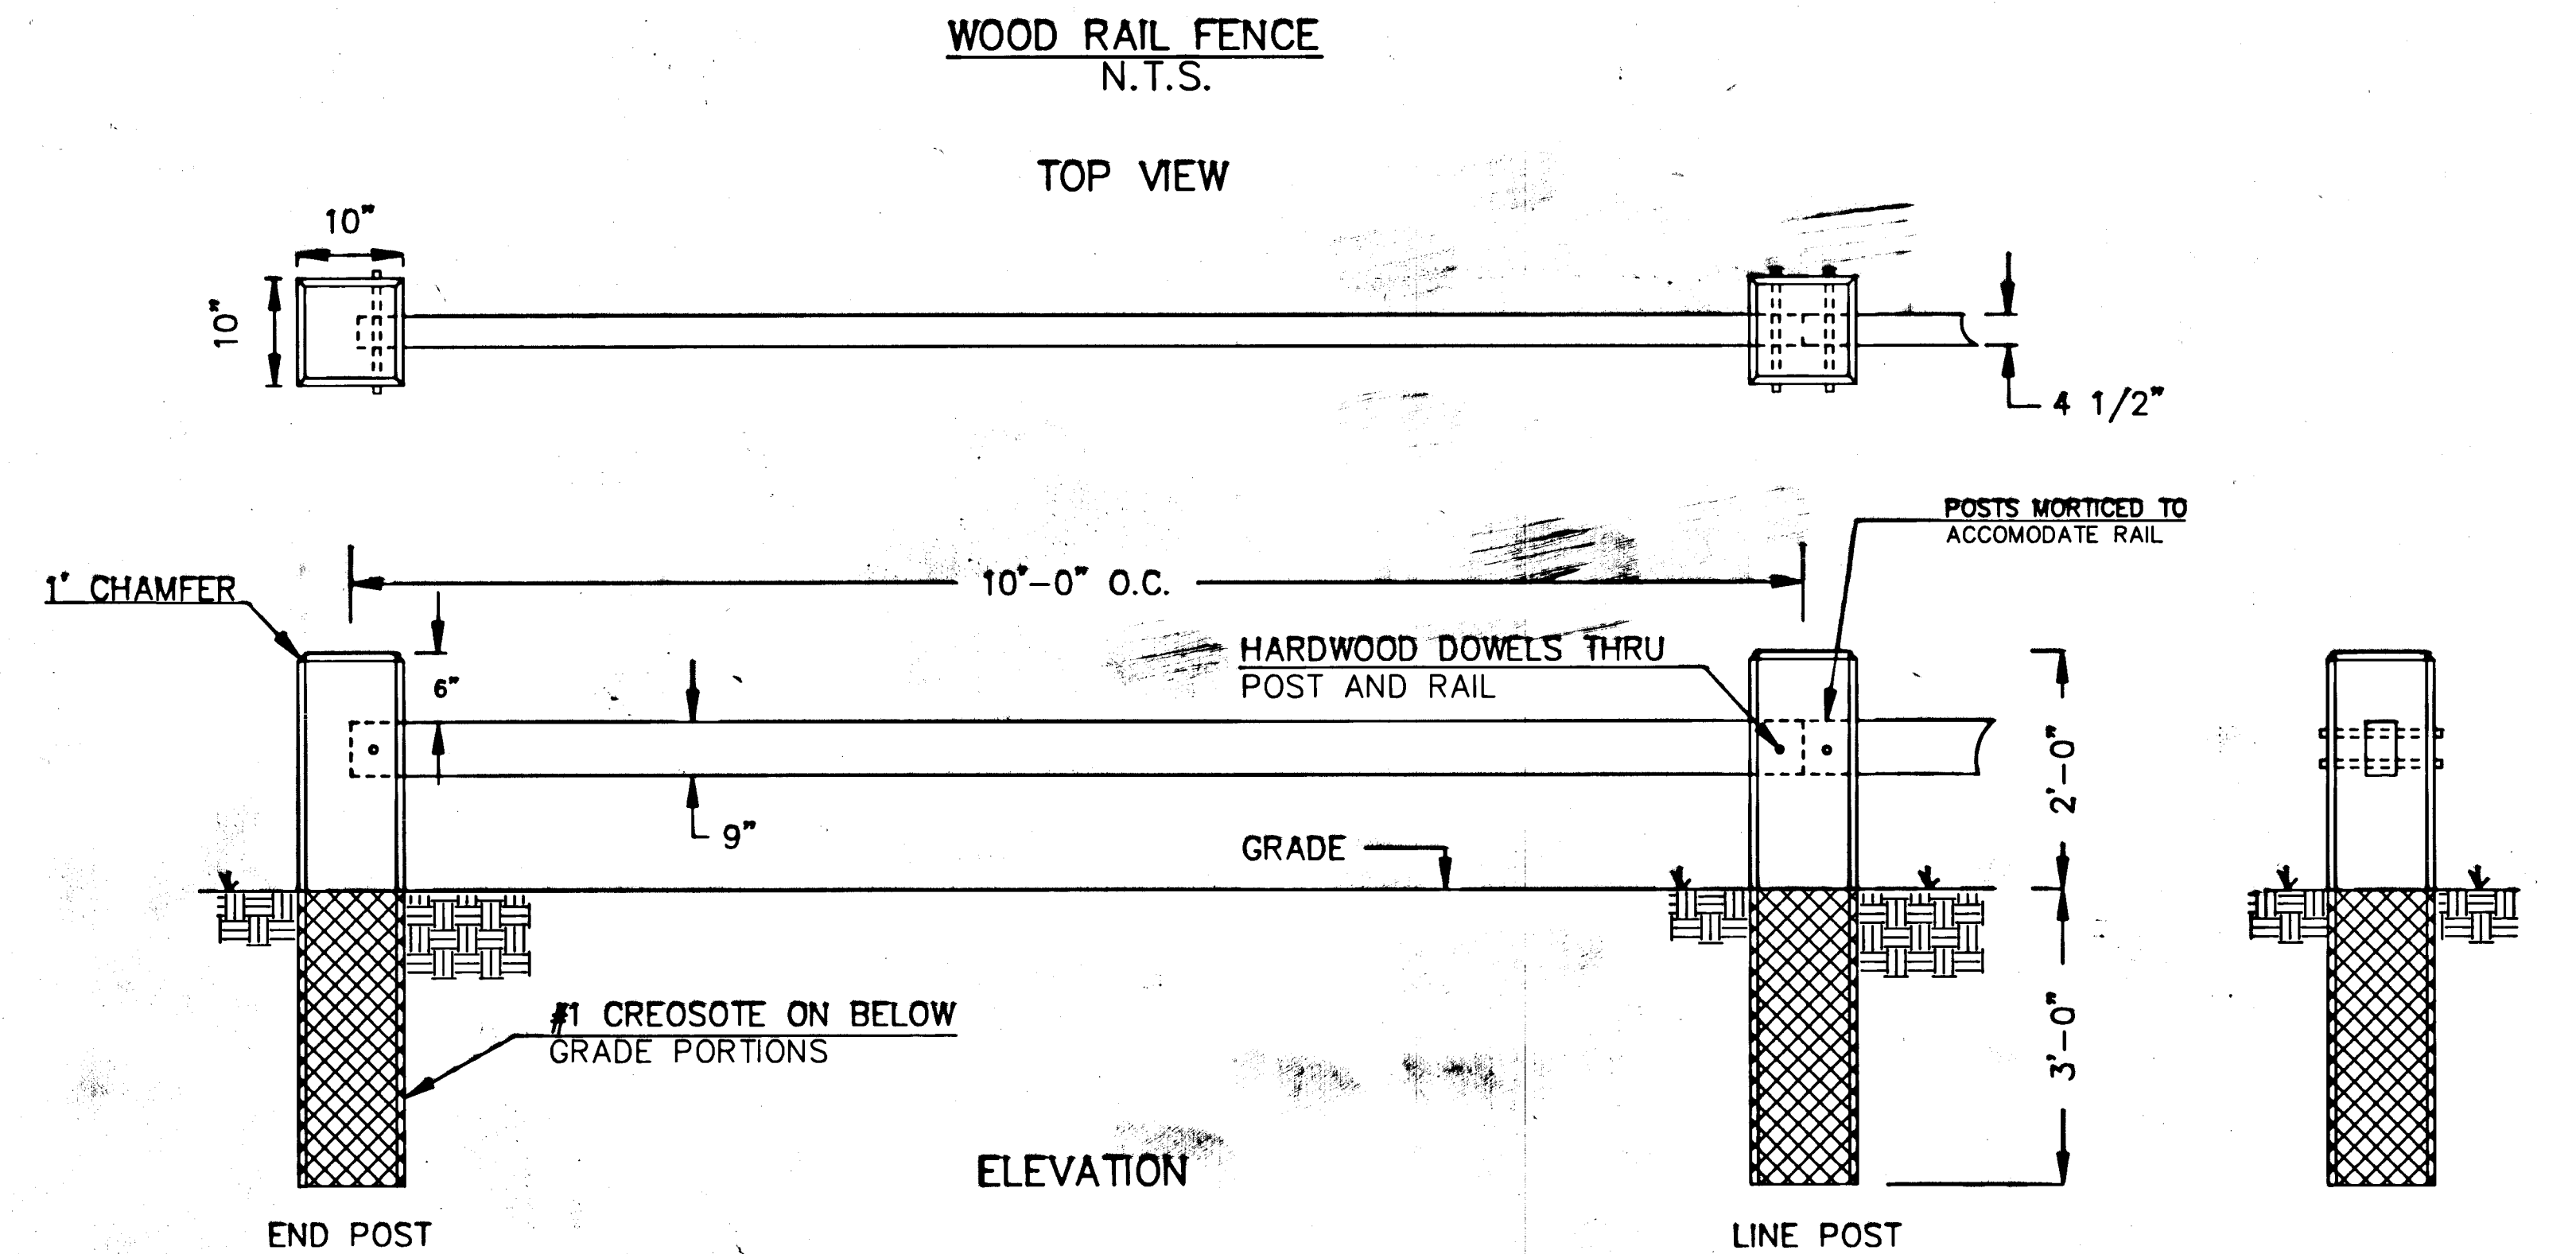 WOOD RAIL FENCE
N.T.S.
TOP VIEW
10"
10"
4 1/2"
POSTS MORTICED TO
ACCOMODATE RAIL
10'-0" O.C.
1" CHAMFER
6"
HARDWOOD DOWELS THRU
POST AND RAIL
9"
2'-0"
GRADE
#1 CREOSOTE ON BELOW
GRADE PORTIONS
3'-0"
ELEVATION
END POST
LINE POST